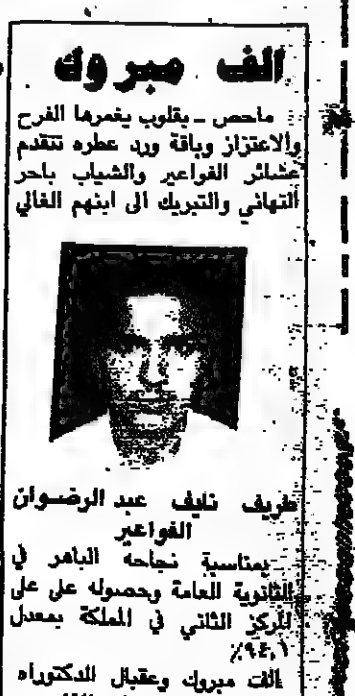 الف مبروك
ماحص - بقلوب يغمرها الفرح
والاعتزاز وباقة ورد عطره تتقدم
عشائر الفواعير والشياب باحر
التهاني والتبريك الى ابنهم الغالي
طريف نايف عبد الرضوان
الفواعير
بمناسبة نجاحه الباهر في
الثانوية العامة وحصوله على على
المركز الثاني في المملكة بمعدل
٩٤,١٪
الف مبروك وعقبال الدكتوراه